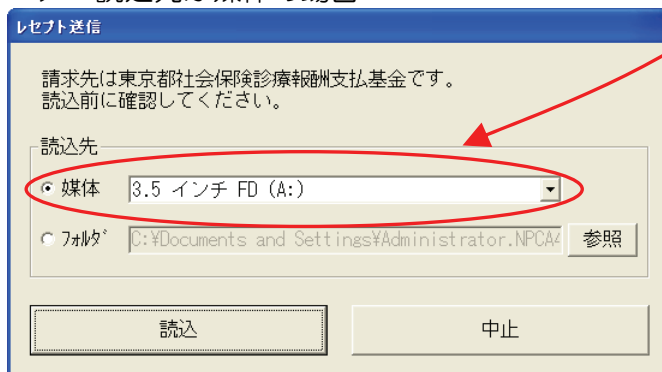 レセプト送信
請求先は東京都社会保険診療報酬支払基金です。
読込前に確認してください。
読込先
媒体
3.5 インチ FD (A:)
フォルダ
C:¥Documents and Settings¥Administrator.NPCA4
参照
読込
中止